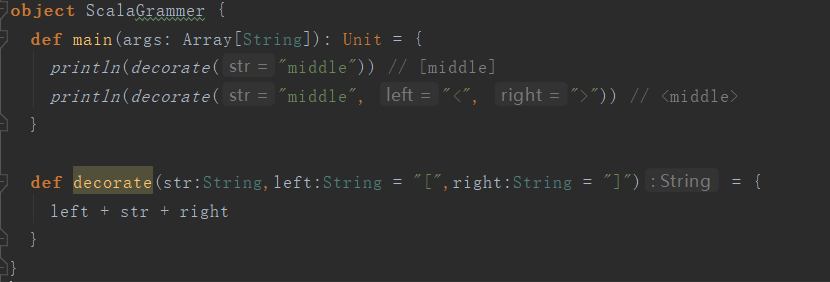 object ScalaGrammer {
  def main(args: Array[String]): Unit = {
    println(decorate( str = "middle")) // [middle]
    println(decorate( str = "middle", left = "<", right = ">")) // <middle>
  }

  def decorate(str:String,left:String = "[",right:String = "]") : String = {
    left + str + right
  }
}